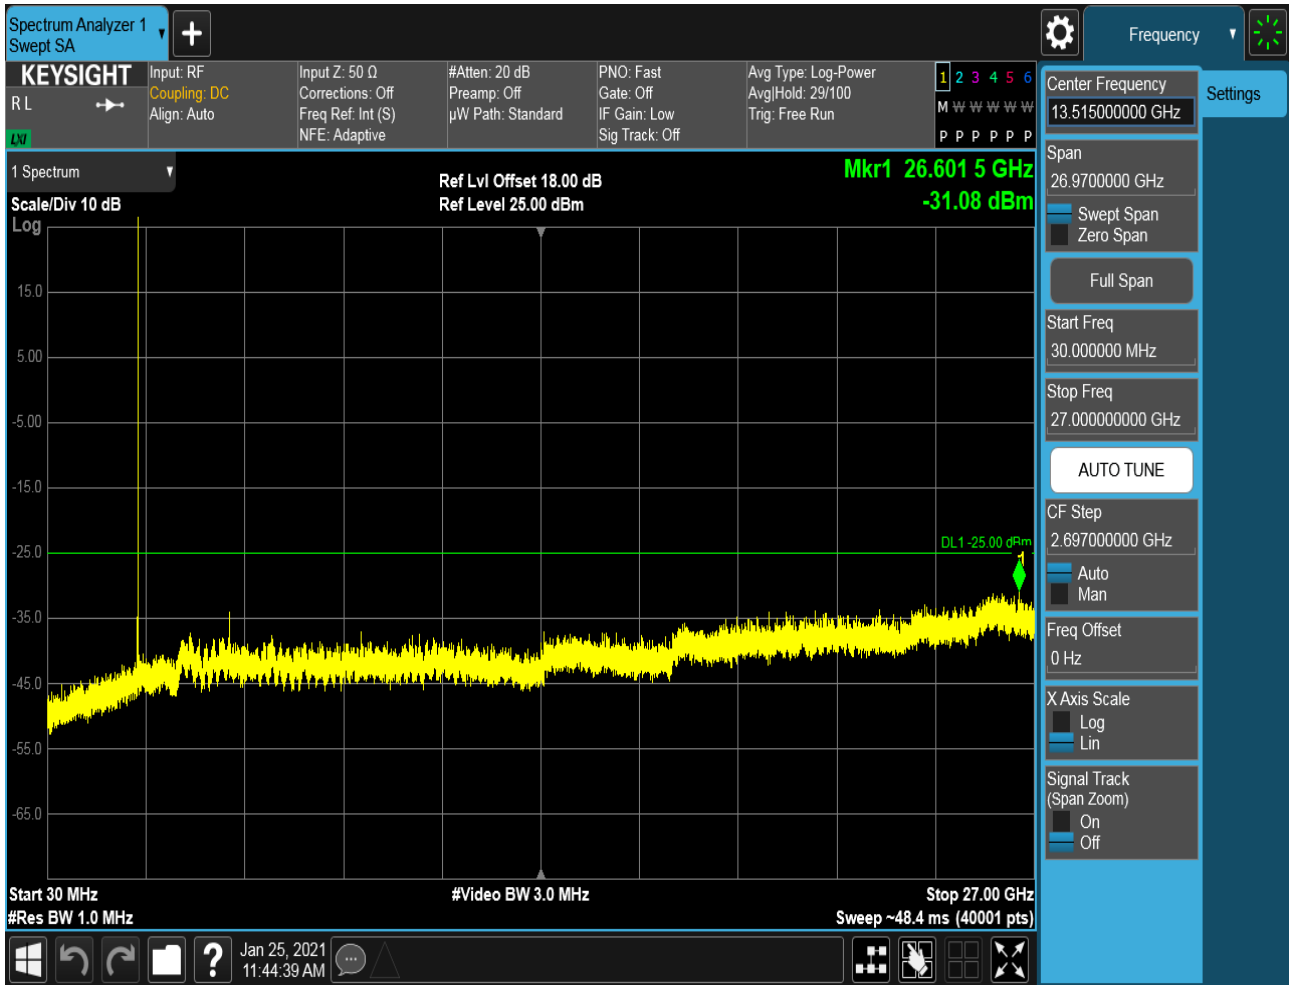 Spectrum Analyzer 1
Swept SA
Frequency
KEYSIGHT
R L
LXI
Input: RF
Coupling: DC
Align: Auto
Input Z: 50 Ω
Corrections: Off
Freq Ref: Int (S)
NFE: Adaptive
#Atten: 20 dB
Preamp: Off
µW Path: Standard
PNO: Fast
Gate: Off
IF Gain: Low
Sig Track: Off
Avg Type: Log-Power
Avg|Hold: 29/100
Trig: Free Run
1 2 3 4 5 6
M W W W W W
P P P P P P
1 Spectrum
Scale/Div 10 dB
Log
Ref Lvl Offset 18.00 dB
Ref Level 25.00 dBm
Mkr1 26.601 5 GHz
-31.08 dBm
15.0
5.00
-5.00
-15.0
-25.0
-35.0
-45.0
-55.0
-65.0
DL1 -25.00 dBm
1
Start 30 MHz
#Res BW 1.0 MHz
#Video BW 3.0 MHz
Stop 27.00 GHz
Sweep ~48.4 ms (40001 pts)
Center Frequency
13.515000000 GHz
Settings
Span
26.9700000 GHz
Swept Span
Zero Span
Full Span
Start Freq
30.000000 MHz
Stop Freq
27.000000000 GHz
AUTO TUNE
CF Step
2.697000000 GHz
Auto
Man
Freq Offset
0 Hz
X Axis Scale
Log
Lin
Signal Track
(Span Zoom)
On
Off
?
Jan 25, 2021
11:44:39 AM